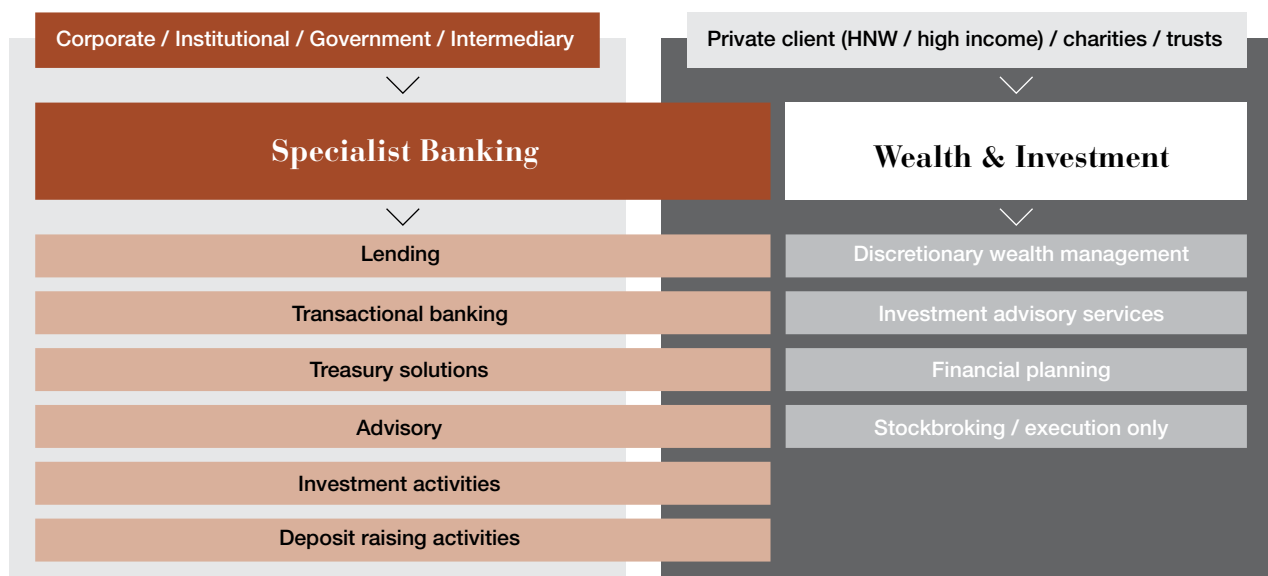 Corporate / Institutional / Government / Intermediary
Private client (HNW / high income) / charities / trusts
Specialist Banking
Wealth & Investment
Lending
Discretionary wealth management
Transactional banking
Investment advisory services
Treasury solutions
Financial planning
Advisory
Stockbroking / execution only
Investment activities
Deposit raising activities